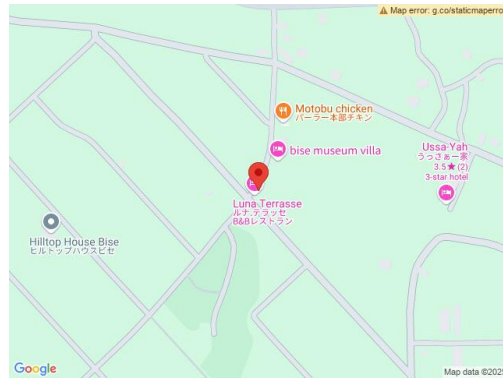 Map error: g.co/staticmaperro
Motobu chicken
パーラー本部チキン
bise museum villa
Ussa-Yah
うっさぁー家
3.5★ (2)
3-star hotel
Luna Terrasse
ルナ.テラッセ
B&Bレストラン
Hilltop House Bise
ヒルトップハウスビセ
Google
Map data ©2025